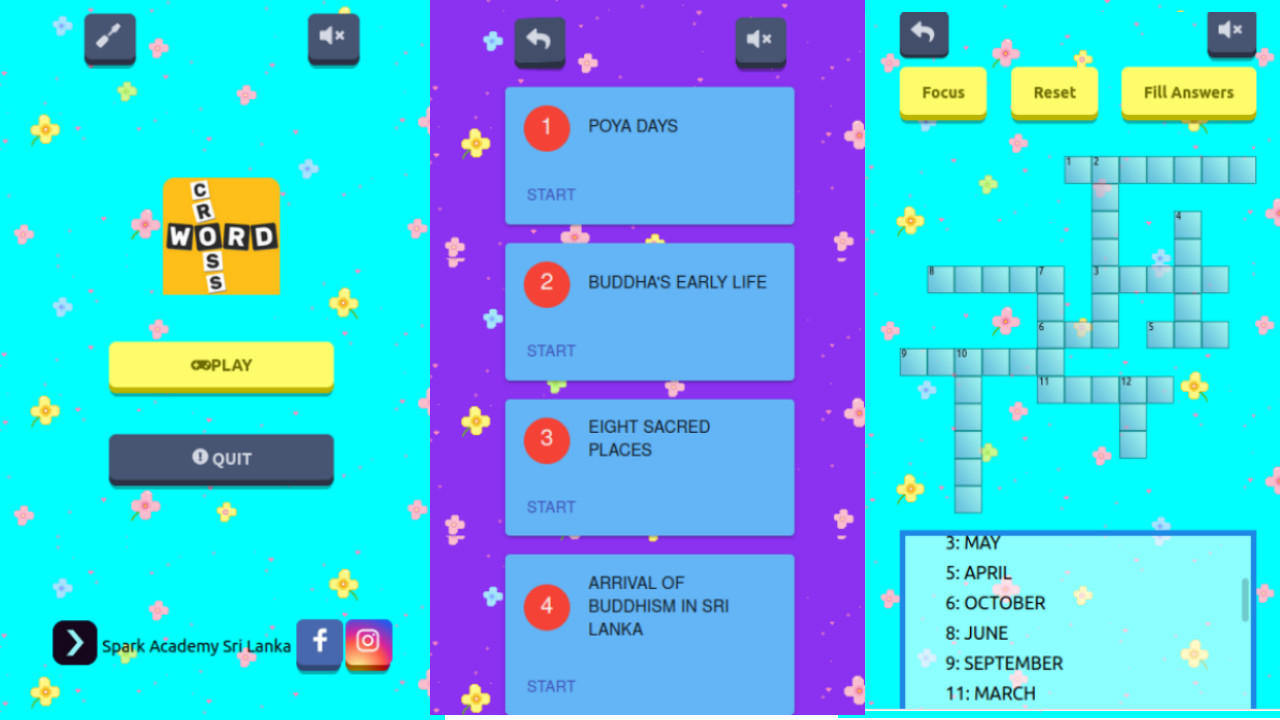 CROSS
WORD
PLAY
QUIT
Spark Academy Sri Lanka
1
POYA DAYS
START
2
BUDDHA'S EARLY LIFE
START
3
EIGHT SACRED
PLACES
START
4
ARRIVAL OF
BUDDHISM IN SRI
LANKA
START
Focus
Reset
Fill Answers
1 2
4
8 7 3
6 5
9 10
11 12
3: MAY
5: APRIL
6: OCTOBER
8: JUNE
9: SEPTEMBER
11: MARCH